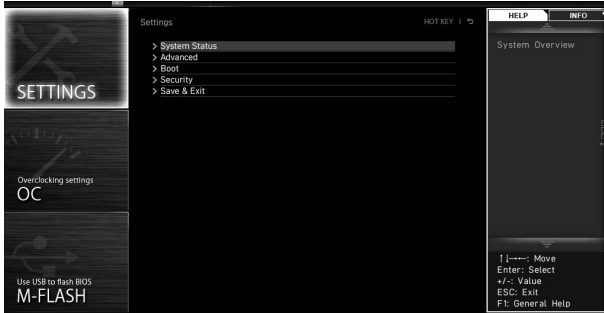 Settings
HOT KEY | ↰
HELP
INFO
> System Status
> Advanced
> Boot
> Security
> Save & Exit
System Overview
SETTINGS
Overclocking settings
OC
Use USB to flash BIOS
M-FLASH
↑↓→←: Move
Enter: Select
+/-: Value
ESC: Exit
F1: General Help